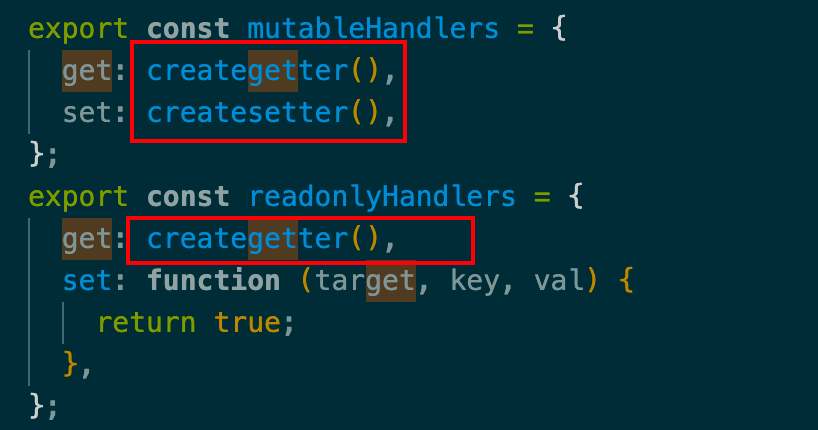 export const mutableHandlers = {
get: creategetter(),
set: createsetter(),
};
export const readonlyHandlers = {
get: creategetter(),
set: function (target, key, val) {
return true;
},
};